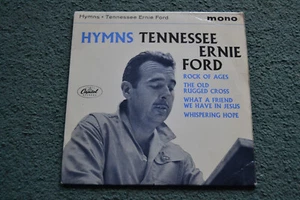 Hymns • Tennessee Ernie Ford
mono
HYMNS TENNESSEE
ERNIE
FORD
ROCK OF AGES
THE OLD
RUGGED CROSS
WHAT A FRIEND
WE HAVE IN JESUS
WHISPERING HOPE
Capitol